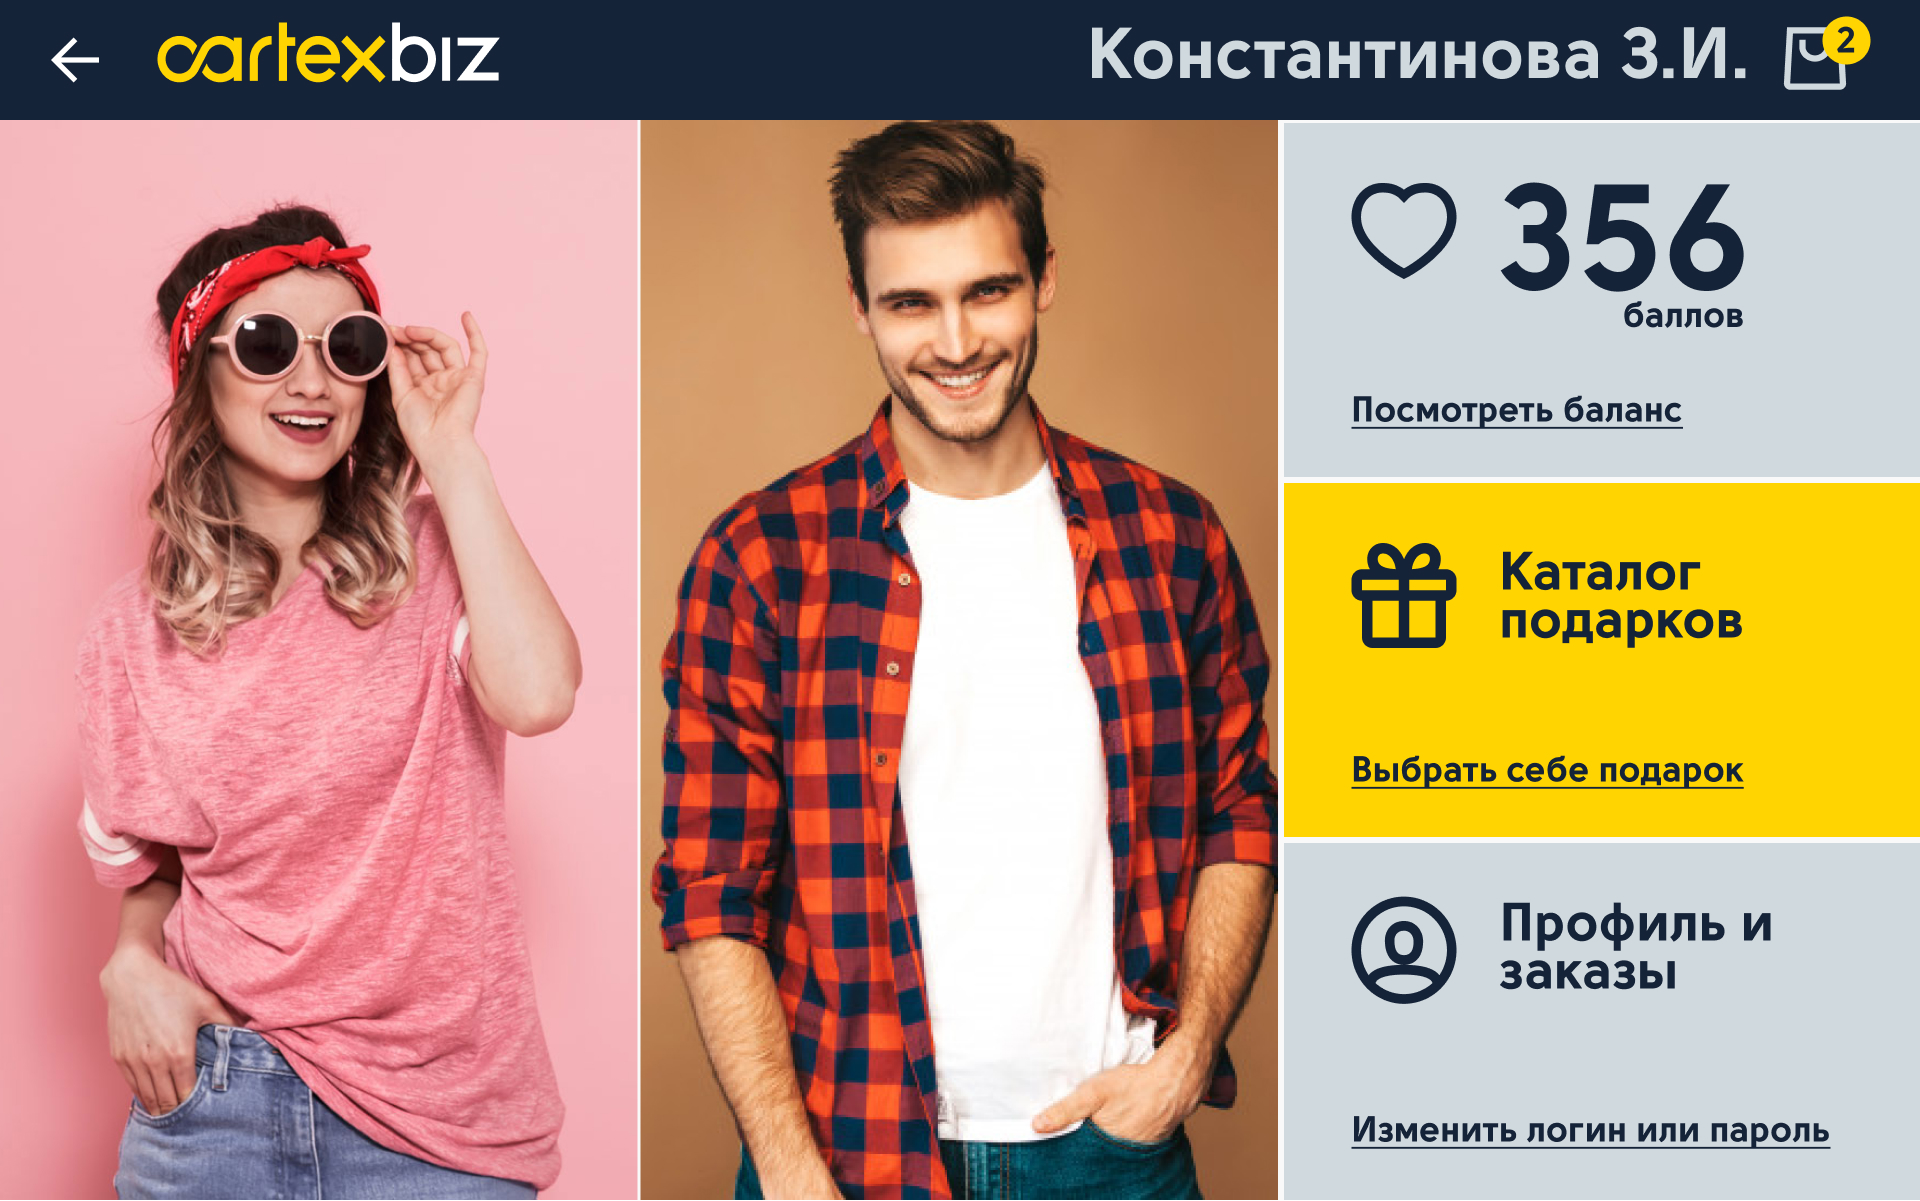 cartexbiz
Константинова З.И.
2
356
баллов
Посмотреть баланс
Каталог
подарков
Выбрать себе подарок
Профиль и
заказы
Изменить логин или пароль